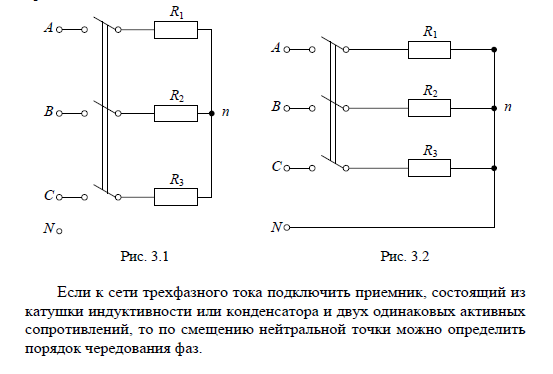 R1
A
R2
B
n
R3
C
N
Рис. 3.1
R1
A
R2
B
n
R3
C
N
Рис. 3.2
Если к сети трехфазного тока подключить приемник, состоящий из
катушки индуктивности или конденсатора и двух одинаковых активных
сопротивлений, то по смещению нейтральной точки можно определить
порядок чередования фаз.